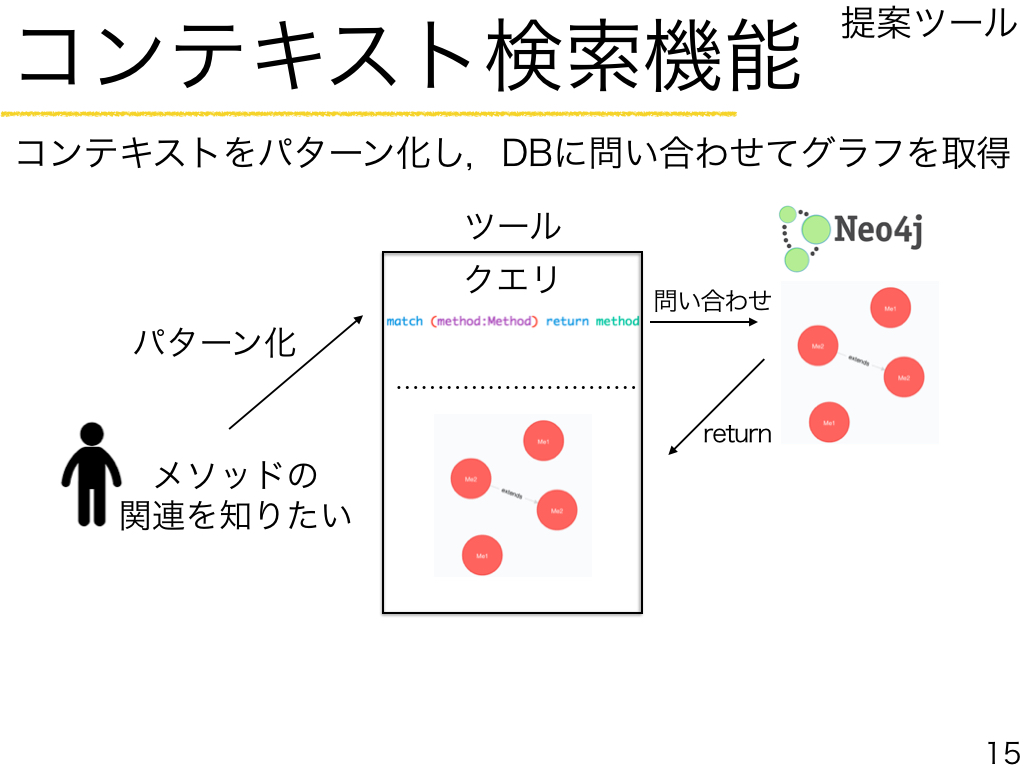 コンテキスト検索機能
提案ツール
コンテキストをパターン化し，DBに問い合わせてグラフを取得
ツール
クエリ
match (method:Method) return method
パターン化
メソッドの
関連を知りたい
問い合わせ
return
Neo4j
Me1
Me2
extends
Me2
Me1
Me1
Me2
extends
Me2
Me1
15